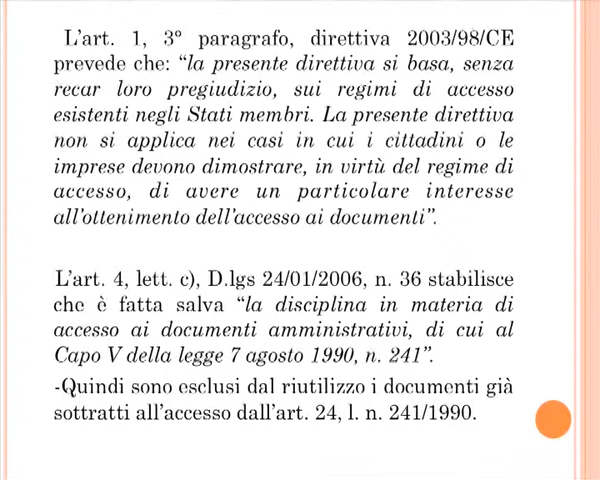 L'art. 1, 3° paragrafo, direttiva 2003/98/CE
prevede che: “la presente direttiva si basa, senza
recar loro pregiudizio, sui regimi di accesso
esistenti negli Stati membri. La presente direttiva
non si applica nei casi in cui i cittadini o le
imprese devono dimostrare, in virtù del regime di
accesso, di avere un particolare interesse
all'ottenimento dell'accesso ai documenti”.
L'art. 4, lett. c), D.lgs 24/01/2006, n. 36 stabilisce
che è fatta salva “la disciplina in materia di
accesso ai documenti amministrativi, di cui al
Capo V della legge 7 agosto 1990, n. 241”.
-Quindi sono esclusi dal riutilizzo i documenti già
sottratti all'accesso dall'art. 24, l. n. 241/1990.